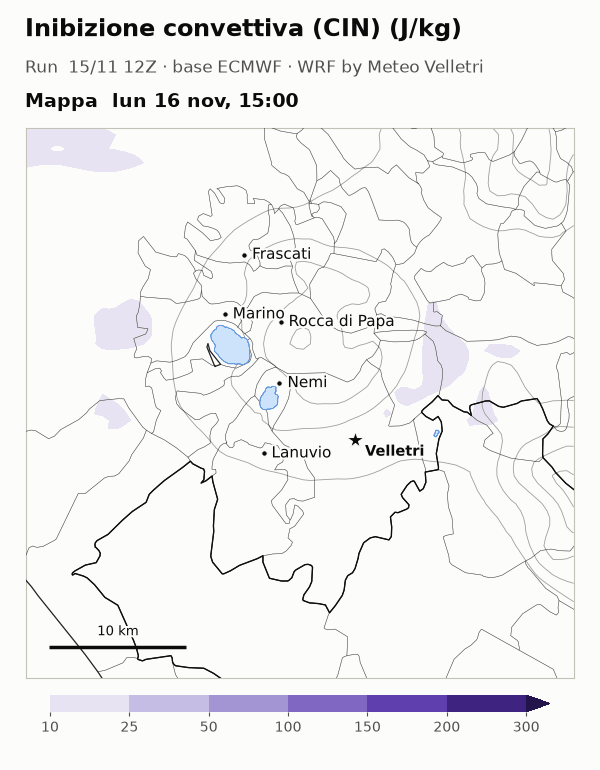 Inibizione convettiva (CIN) (J/kg)
Run  15/11 12Z · base ECMWF · WRF by Meteo Velletri
Mappa  lun 16 nov, 15:00
Frascati
Marino
Rocca di Papa
Nemi
Velletri
Lanuvio
10 km
10 25 50 100 150 200 300